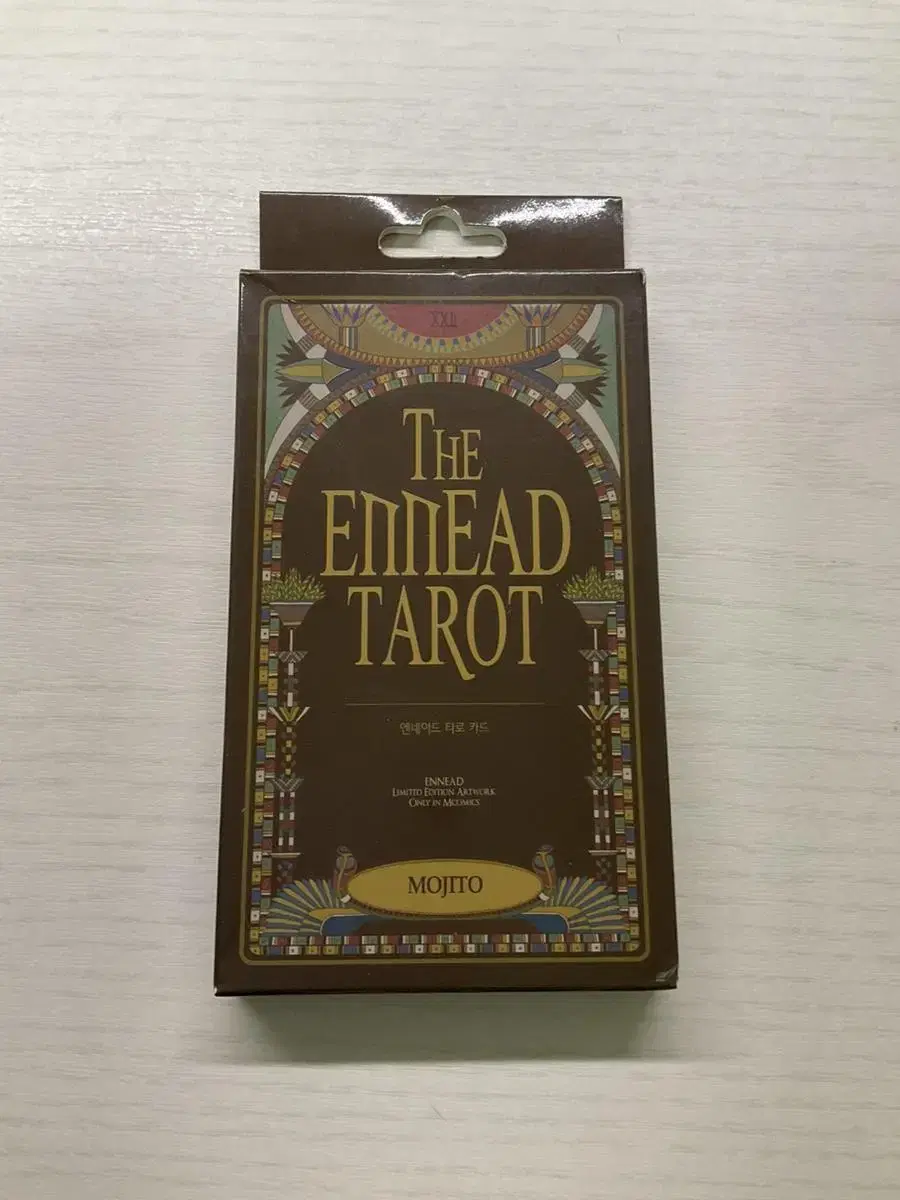 XXII
THE
ENNEAD
TAROT
엔네아드 타로 카드
ENNEAD
LIMITED EDITION ARTWORK
ONLY IN MCOMICS
MOJITO